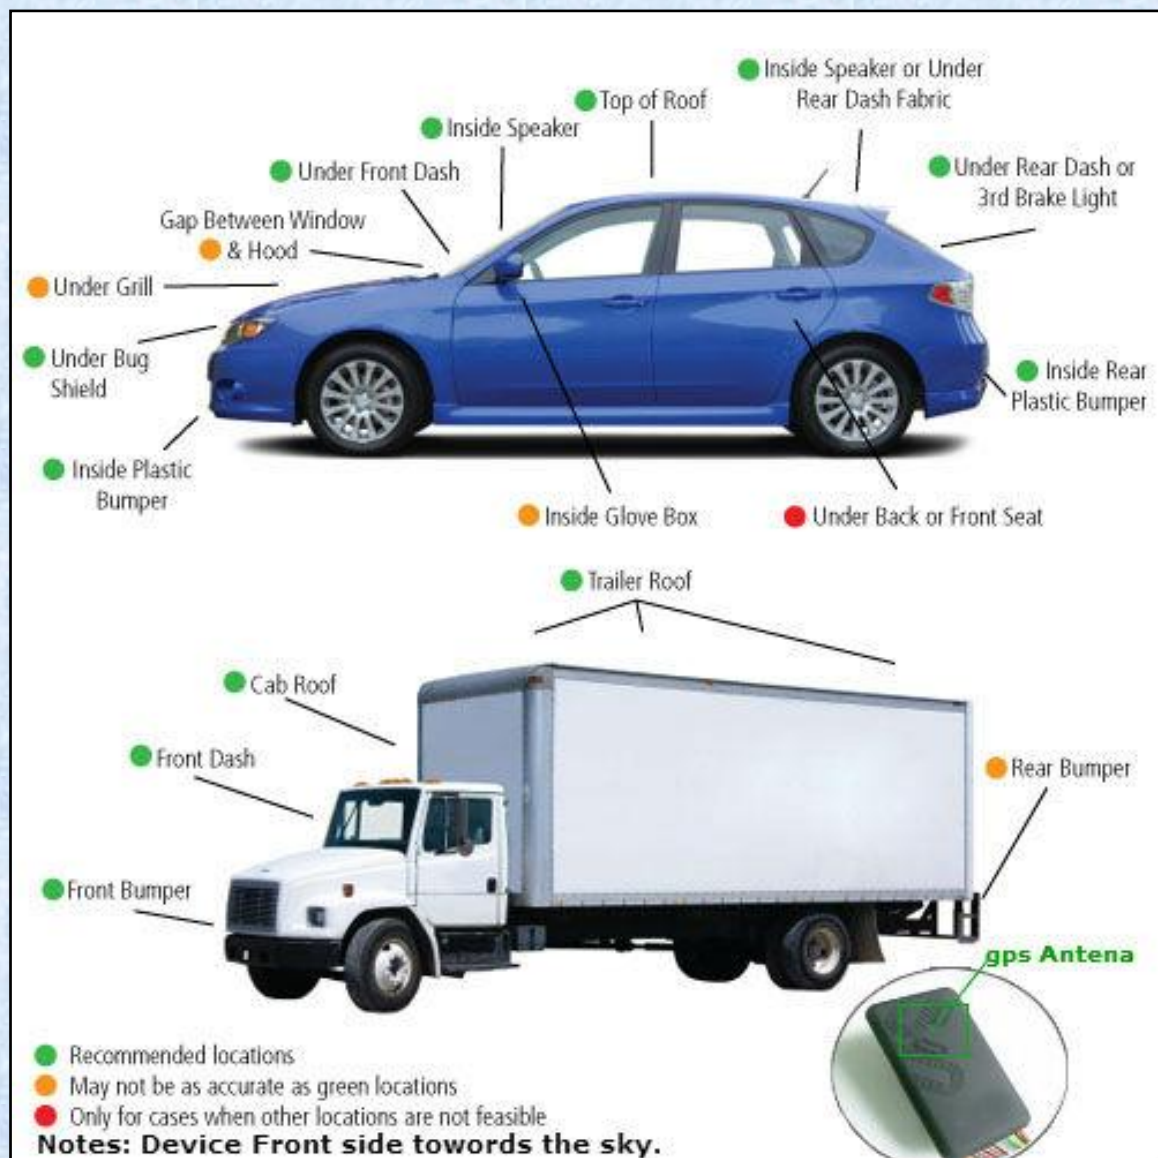 Inside Speaker or Under
Rear Dash Fabric
Top of Roof
Inside Speaker
Under Front Dash
Under Rear Dash or
3rd Brake Light
Gap Between Window
& Hood
Under Grill
Under Bug
Shield
Inside Rear
Plastic Bumper
Inside Plastic
Bumper
Inside Glove Box
Under Back or Front Seat
Trailer Roof
Cab Roof
Front Dash
Rear Bumper
Front Bumper
gps Antena
Recommended locations
May not be as accurate as green locations
Only for cases when other locations are not feasible
Notes: Device Front side towords the sky.